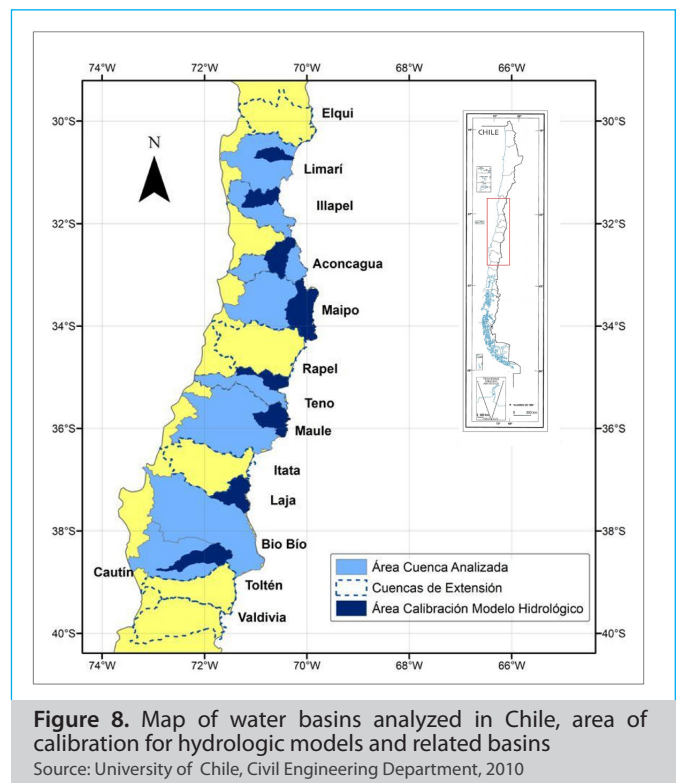 74°W
72°W
70°W
68°W
66°W
30°S
30°S
32°S
32°S
34°S
34°S
36°S
36°S
38°S
38°S
40°S
40°S
N
Elqui
Limarí
Illapel
Aconcagua
Maipo
Rapel
Teno
Maule
Itata
Laja
Bio Bío
Cautín
Toltén
Valdivia
CHILE
Área Cuenca Analizada
Cuencas de Extensión
Área Calibración Modelo Hidrológico
74°W
72°W
70°W
68°W
66°W
Figure 8. Map of water basins analyzed in Chile, area of
calibration for hydrologic models and related basins
Source: University of Chile, Civil Engineering Department, 2010